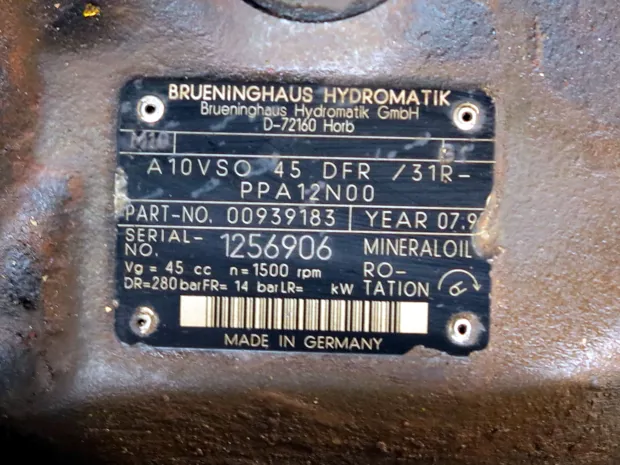 BRUENINGHAUS HYDROMATIK
Brueninghaus Hydromatik GmbH
D-72160 Horb
A10VSO 45 DFR /31R-
PPA12N00
PART-NO. 00939183 YEAR 07.9
SERIAL-NO. 1256906 MINERALOIL
Vg = 45 cc n= 1500 rpm RO-
DR= 280 bar FR= 14 bar LR= kW TATION
MADE IN GERMANY